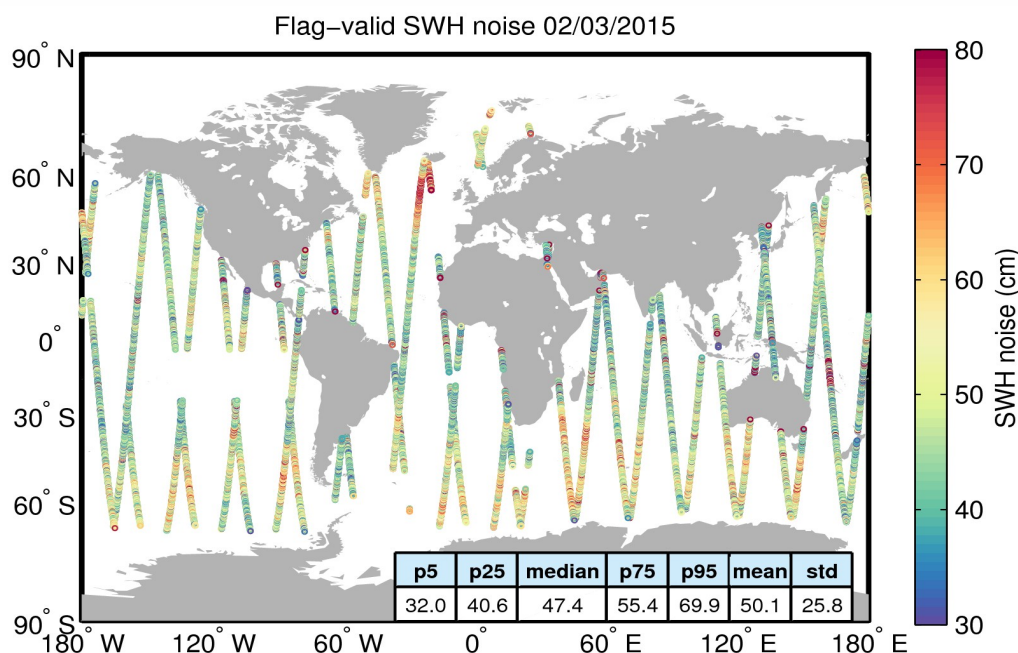 Flag−valid SWH noise 02/03/2015
90° N
60° N
30° N
0°
30° S
60° S
90° S
180° W
120° W
60° W
0°
60° E
120° E
180° E
80
70
60
50
40
30
SWH noise (cm)
p5 p25 median p75 p95 mean std
32.0 40.6 47.4 55.4 69.9 50.1 25.8